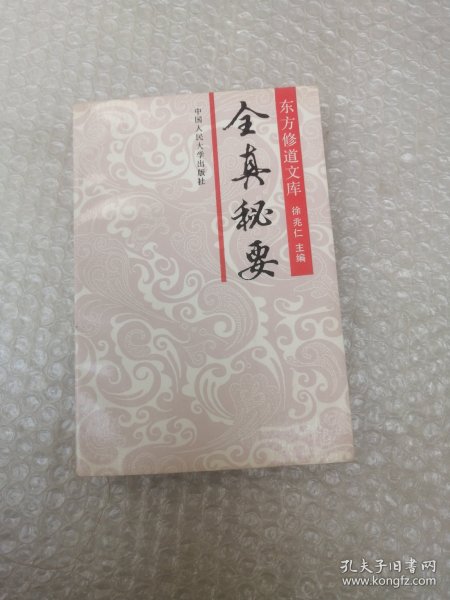 东方修道文库
徐兆仁 主编
全真秘要
中国人民大学出版社
孔夫子旧书网
www.kongfz.com